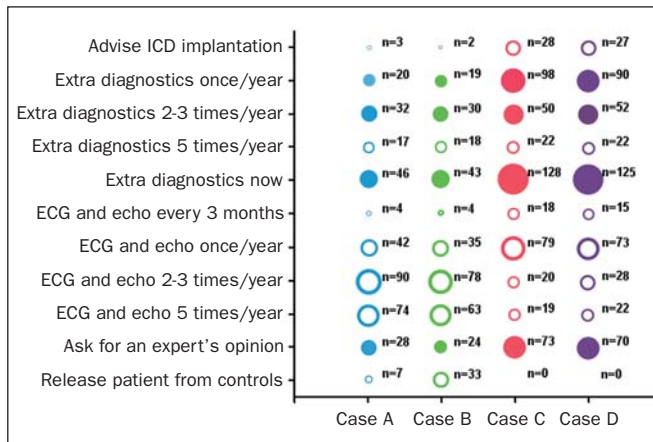 Advise ICD implantation n=3 n=2 n=28 n=27
Extra diagnostics once/year n=20 n=19 n=98 n=90
Extra diagnostics 2-3 times/year n=32 n=30 n=50 n=52
Extra diagnostics 5 times/year n=17 n=18 n=22 n=22
Extra diagnostics now n=46 n=43 n=128 n=125
ECG and echo every 3 months n=4 n=4 n=18 n=15
ECG and echo once/year n=42 n=35 n=79 n=73
ECG and echo 2-3 times/year n=90 n=78 n=20 n=28
ECG and echo 5 times/year n=74 n=63 n=19 n=22
Ask for an expert's opinion n=28 n=24 n=73 n=70
Release patient from controls n=7 n=33 n=0 n=0
Case A Case B Case C Case D